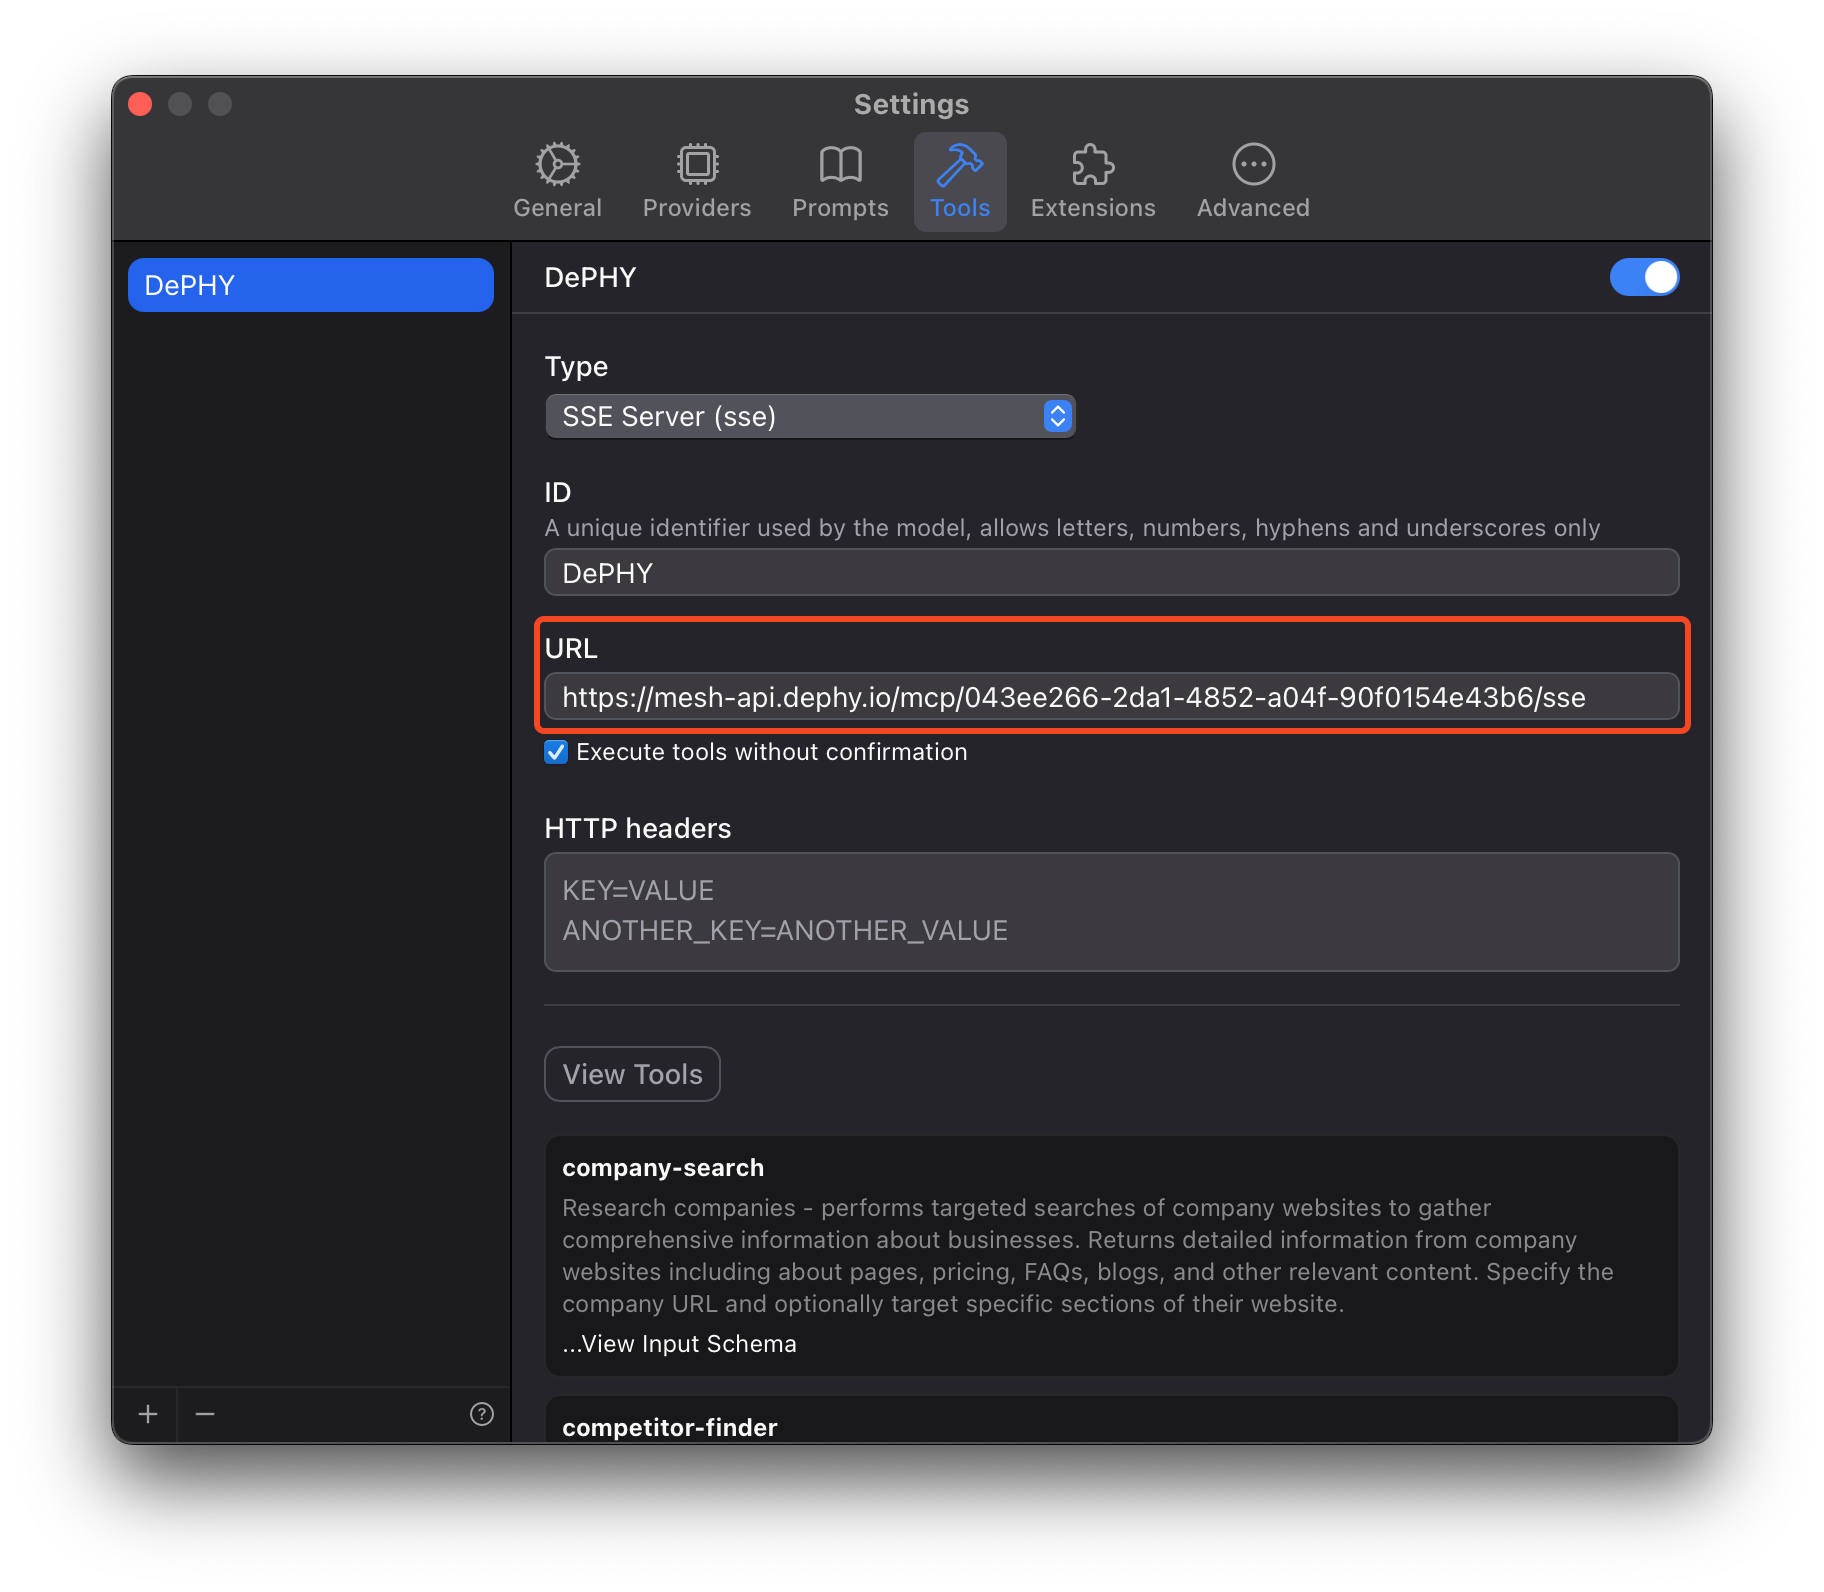 Settings
General
Providers
Prompts
Tools
Extensions
Advanced
DePHY
DePHY
Type
SSE Server (sse)
ID
A unique identifier used by the model, allows letters, numbers, hyphens and underscores only
DePHY
URL
https://mesh-api.dephy.io/mcp/043ee266-2da1-4852-a04f-90f0154e43b6/sse
Execute tools without confirmation
HTTP headers
KEY=VALUE
ANOTHER_KEY=ANOTHER_VALUE
View Tools
company-search
Research companies - performs targeted searches of company websites to gather
comprehensive information about businesses. Returns detailed information from company
websites including about pages, pricing, FAQs, blogs, and other relevant content. Specify the
company URL and optionally target specific sections of their website.
...View Input Schema
competitor-finder